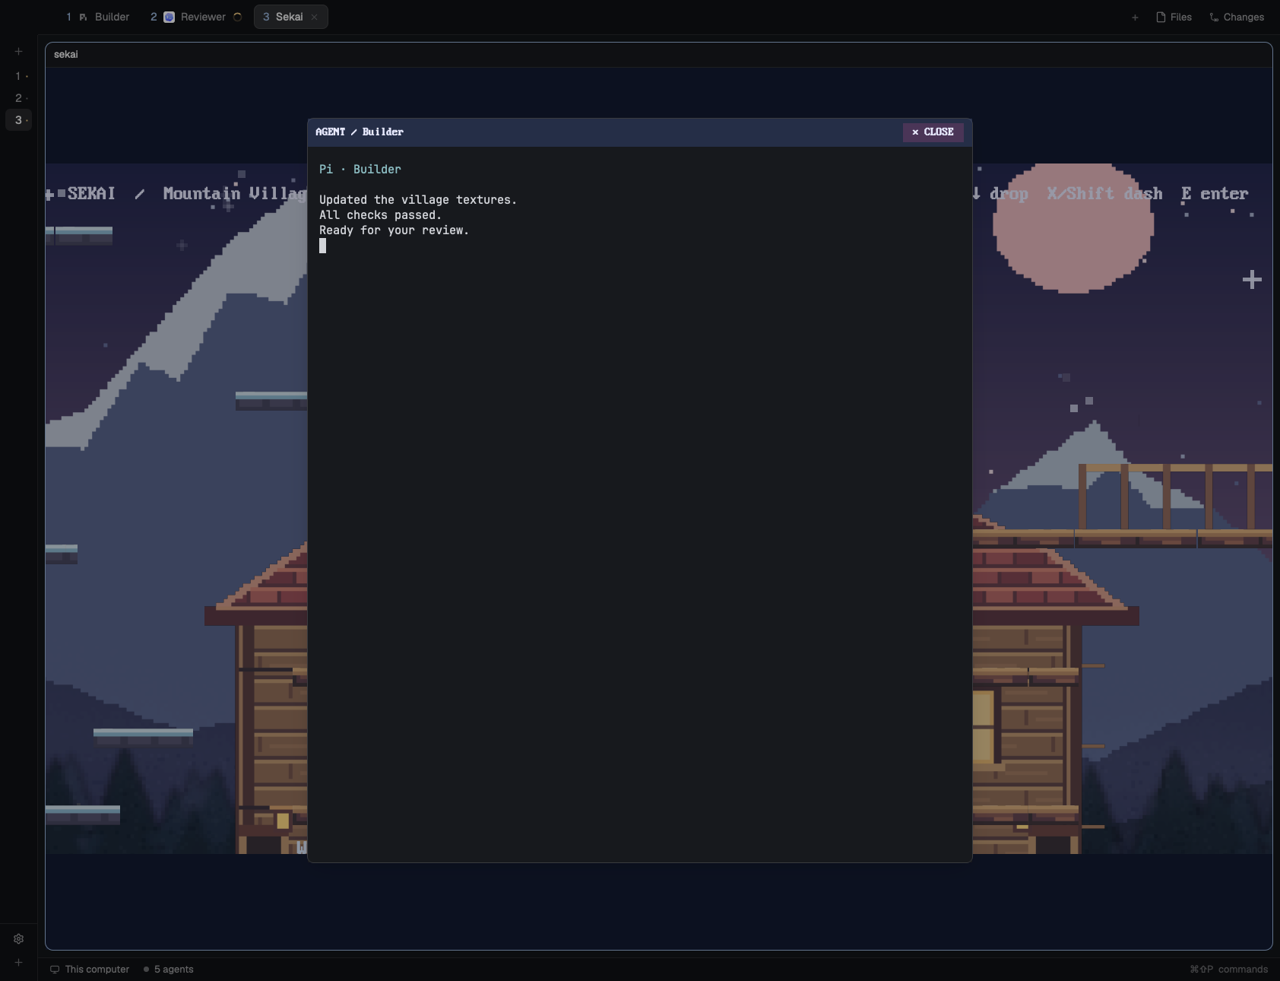 1 Builder 2 Reviewer 3 Sekai × + Files Changes
+
1
2
3
sekai
AGENT / Builder × CLOSE
Pi · Builder
SEKAI / Mountain Villag
↓ drop X/Shift dash E enter
Updated the village textures.
All checks passed.
Ready for your review.
+
This computer 5 agents ⌘⇧P commands